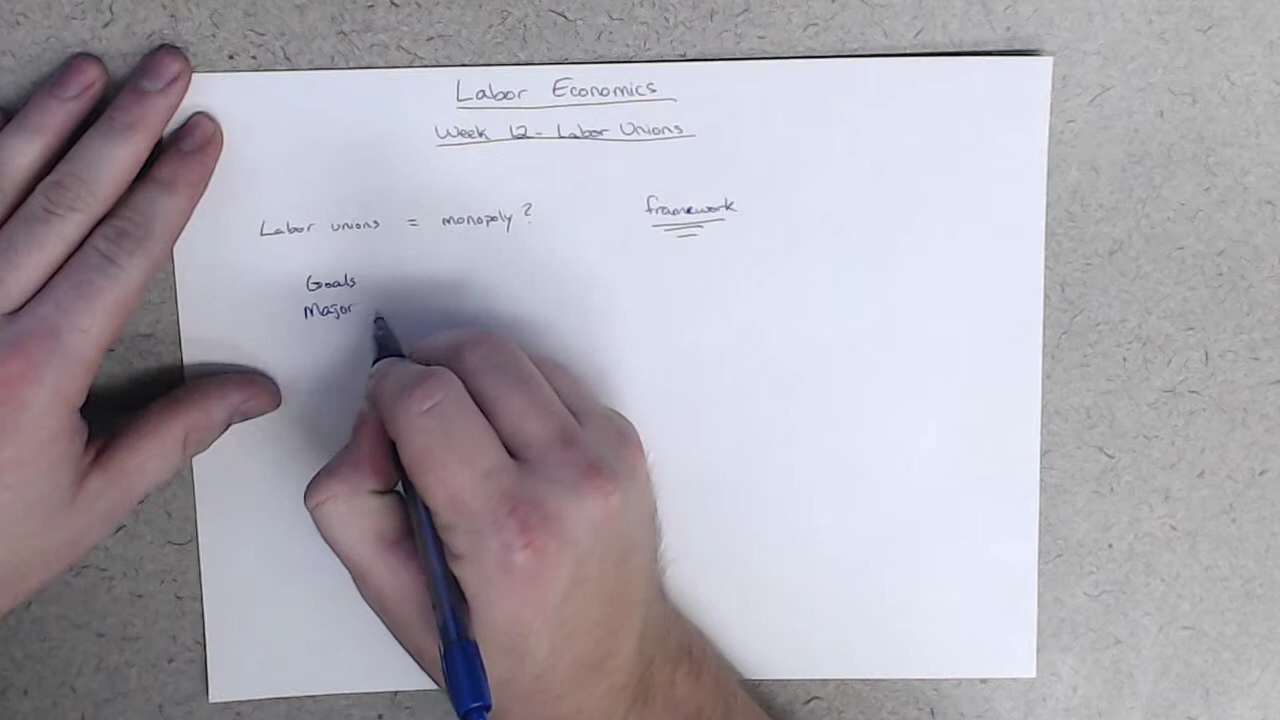 Labor Economics
Week 12 - Labor Unions
Labor unions = monopoly?
framework
Goals
Major